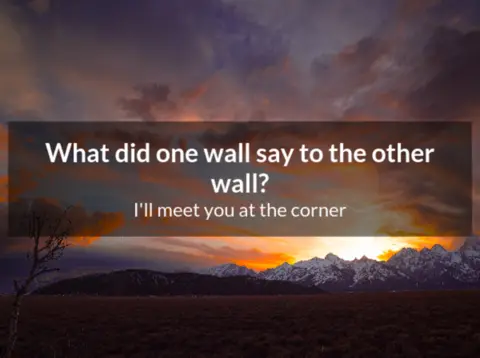 What did one wall say to the other
wall?
I'll meet you at the corner